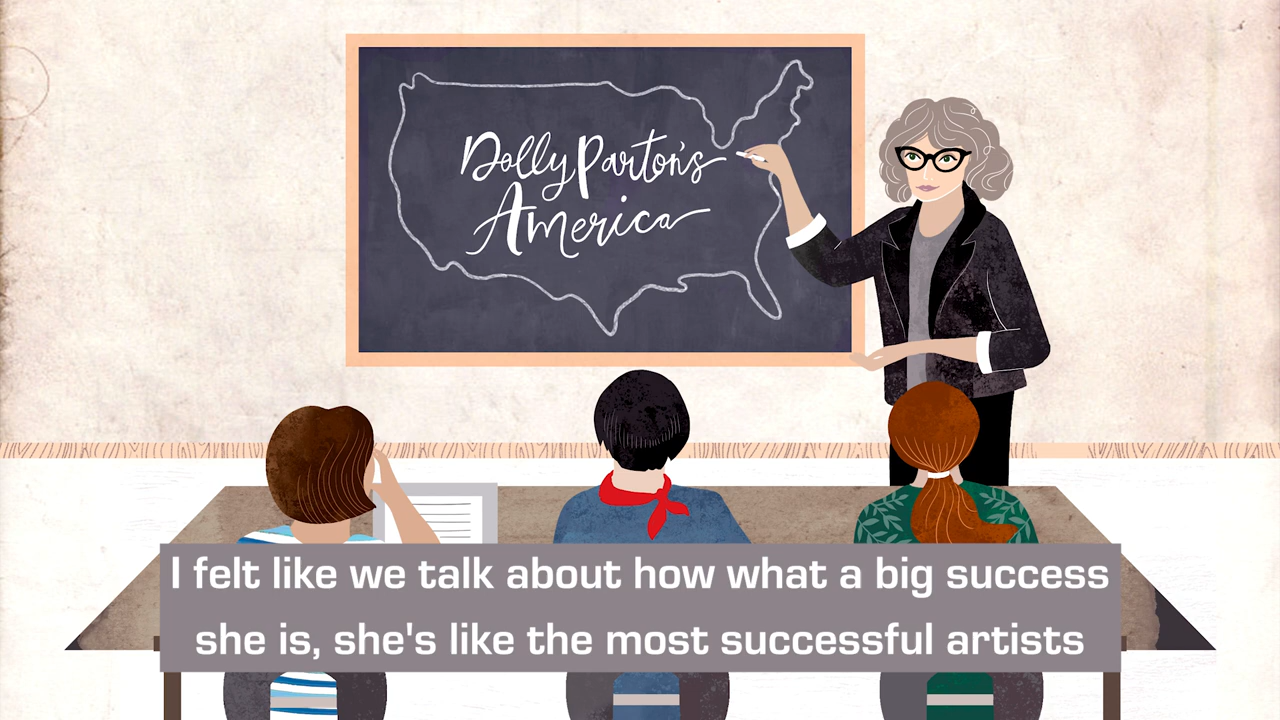 Dolly Parton's
America
I felt like we talk about how what a big success
she is, she's like the most successful artists